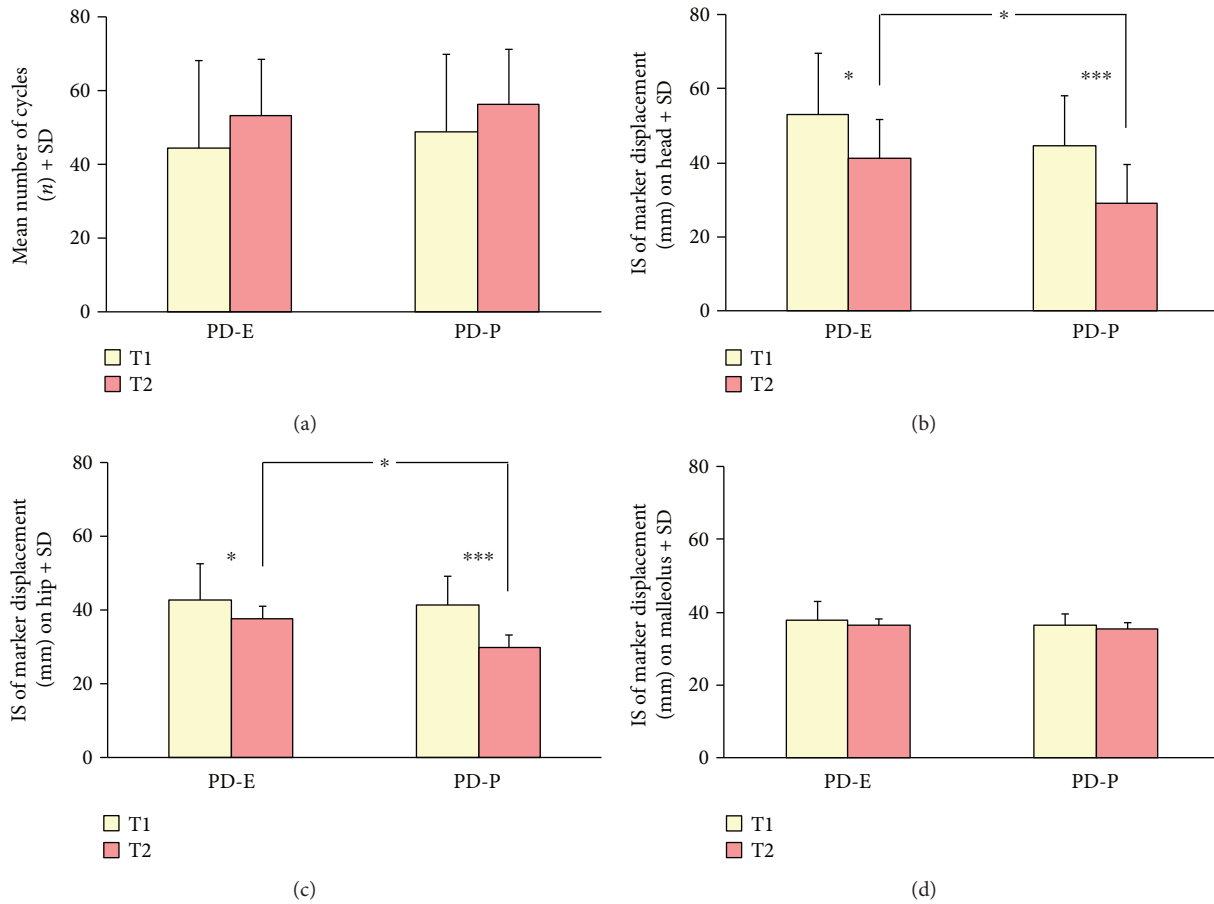 Mean number of cycles
(n) + SD
80
60
40
20
0
PD-E
PD-P
T1
T2
(a)
IS of marker displacement
(mm) on head + SD
80
60
40
20
0
*
*
***
PD-E
PD-P
T1
T2
(b)
IS of marker displacement
(mm) on hip + SD
80
60
40
20
0
*
*
***
PD-E
PD-P
T1
T2
(c)
IS of marker displacement
(mm) on malleolus + SD
80
60
40
20
0
PD-E
PD-P
T1
T2
(d)